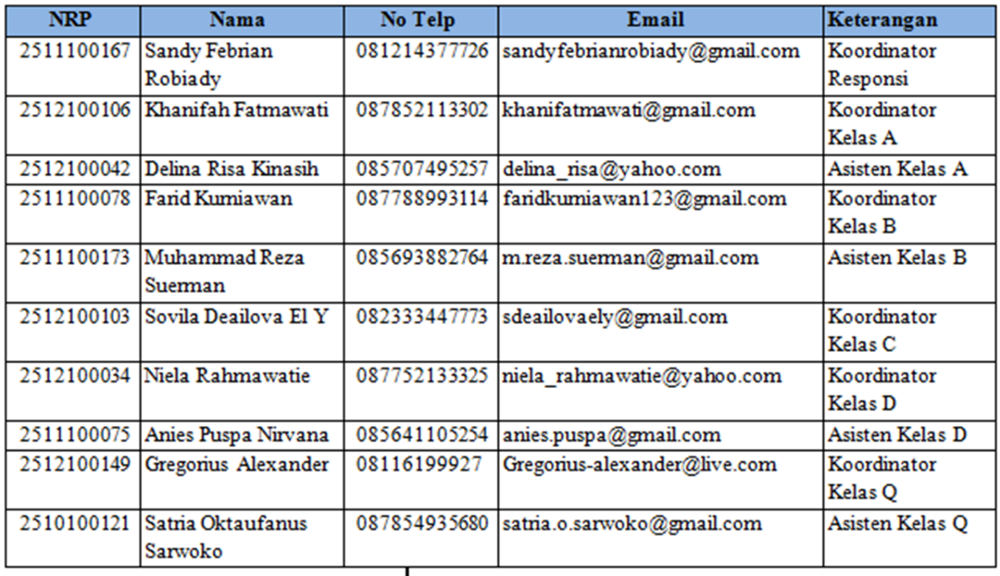 NRP Nama No Telp Email Keterangan
2511100167 Sandy Febrian 081214377726 sandyfebrianrobiady@gmail.com Koordinator
Robiady Responsi
2512100106 Khanifah Fatmawati 087852113302 khanifatmawati@gmail.com Koordinator
Kelas A
2512100042 Delina Risa Kinasih 085707495257 delina_risa@yahoo.com Asisten Kelas A
2511100078 Farid Kurniawan 087788993114 faridkurniawan123@gmail.com Koordinator
Kelas B
2511100173 Muhammad Reza 085693882764 m.reza.suerman@gmail.com Asisten Kelas B
Suerman
2512100103 Sovila Deailova El Y 082333447773 sdeailovaely@gmail.com Koordinator
Kelas C
2512100034 Niela Rahmawatie 087752133325 niela_rahmawatie@yahoo.com Koordinator
Kelas D
2511100075 Anies Puspa Nirvana 085641105254 anies.puspa@gmail.com Asisten Kelas D
2512100149 Gregorius Alexander 08116199927 Gregorius-alexander@live.com Koordinator
Kelas Q
2510100121 Satria Oktaufanus 087854935680 satria.o.sarwoko@gmail.com Asisten Kelas Q
Sarwoko